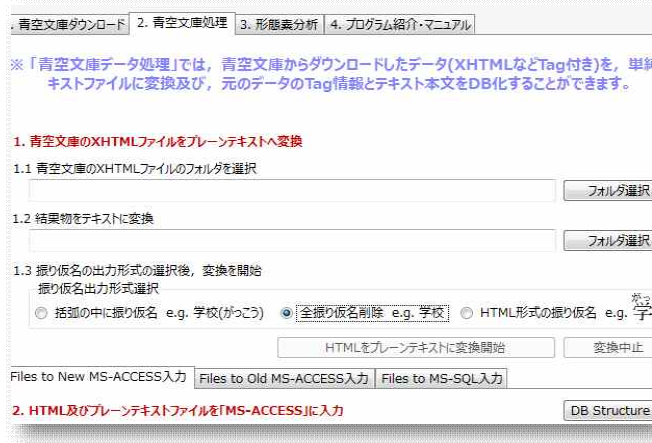 . 青空文庫ダウンロード 2. 青空文庫処理 3. 形態素分析 4. プログラム紹介・マニュアル
※「青空文庫データ処理」では，青空文庫からダウンロードしたデータ(XHTMLなどTag付き)を，単純
キストファイルに変換及び，元のデータのTag情報とテキスト本文をDB化することができます。
1. 青空文庫のXHTMLファイルをプレーンテキストへ変換
1.1 青空文庫のXHTMLファイルのフォルダを選択
フォルダ選択
1.2 結果物をテキストに変換
フォルダ選択
1.3 振り仮名の出力形式の選択後，変換を開始
振り仮名出力形式選択
括弧の中に振り仮名 e.g. 学校(がっこう) 全振り仮名削除 e.g. 学校 HTML形式の振り仮名 e.g. 学
がっ
HTMLをプレーンテキストに変換開始 変換中止
Files to New MS-ACCESS入力 Files to Old MS-ACCESS入力 Files to MS-SQL入力
2. HTML及びプレーンテキストファイルを「MS-ACCESS」に入力 DB Structure